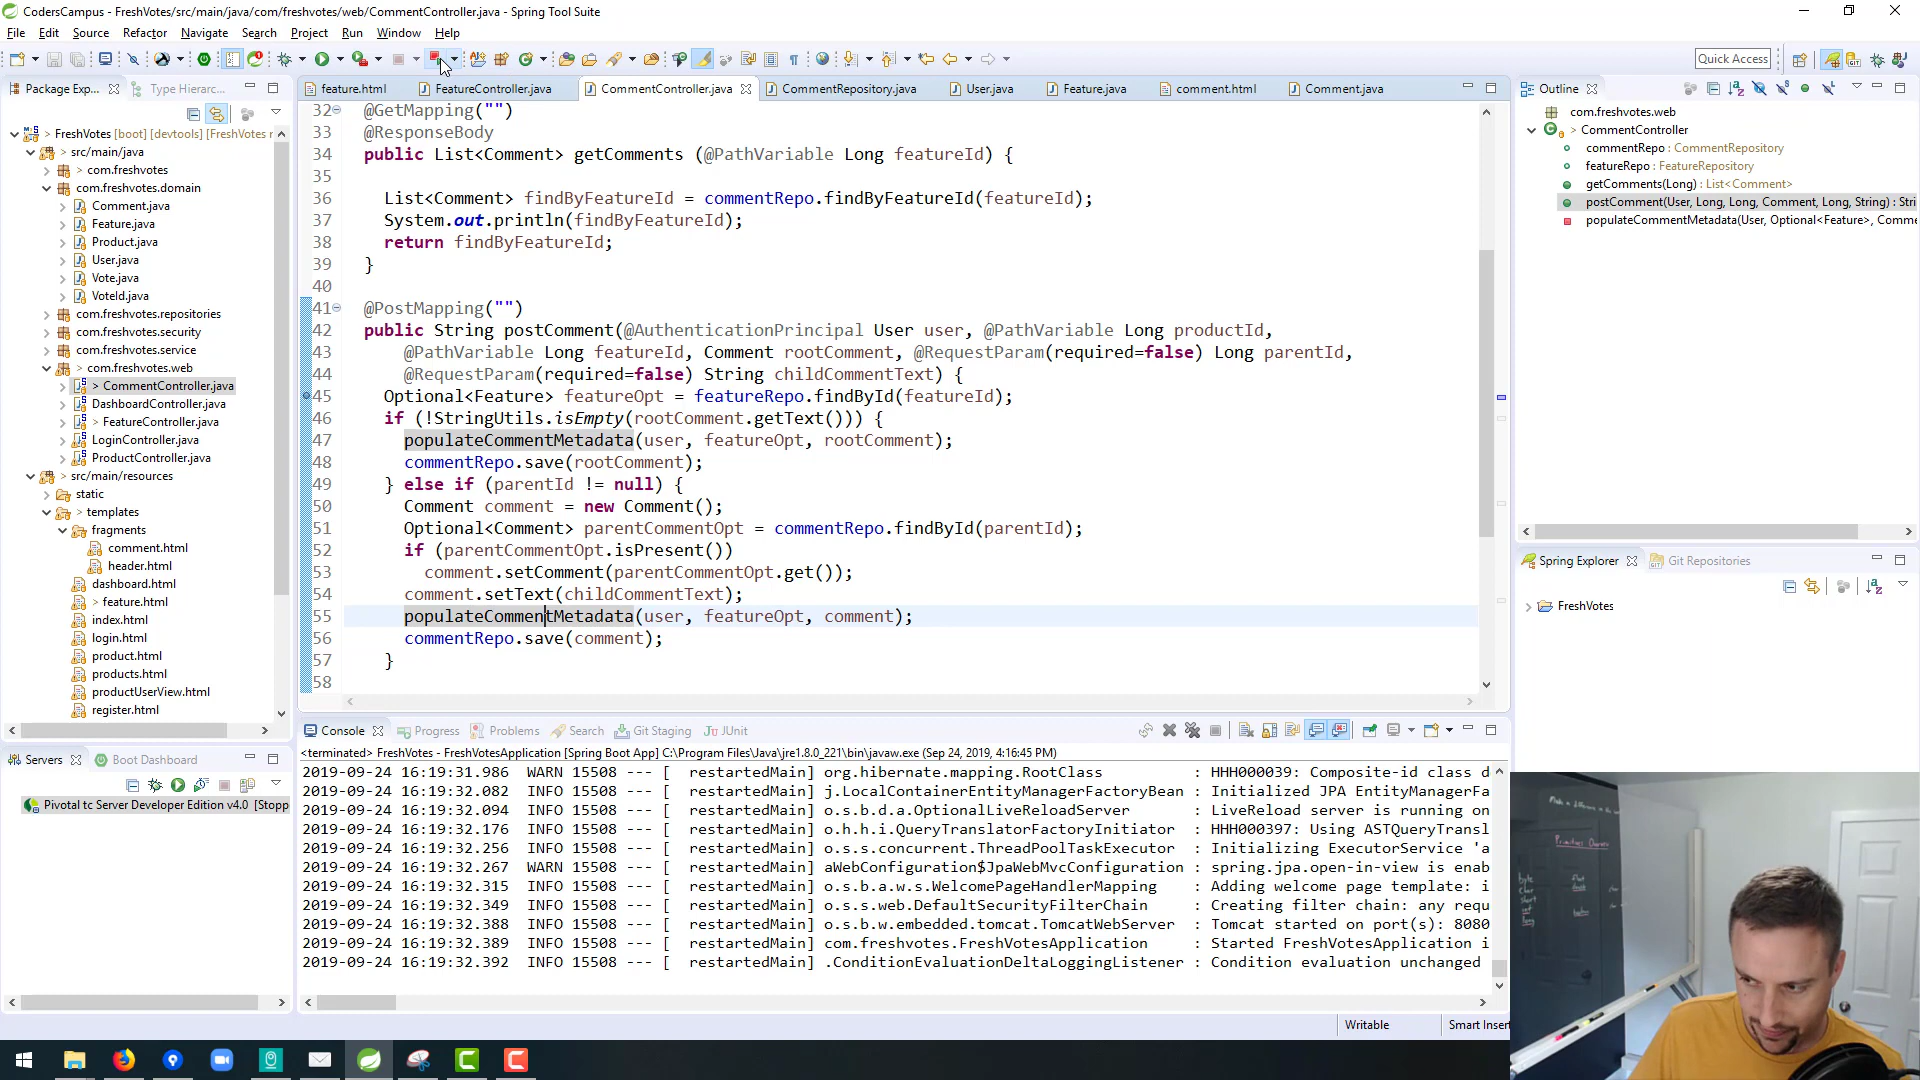 CodersCampus - FreshVotes/src/main/java/com/freshvotes/web/CommentController.java - Spring Tool Suite
File Edit Source Refactor Navigate Search Project Run Window Help
Quick Access
Package Exp... Type Hierarc...
feature.html FeatureController.java CommentController.java CommentRepository.java User.java Feature.java comment.html Comment.java
Outline
FreshVotes [boot] [devtools] [FreshVotes r
src/main/java
> com.freshvotes
com.freshvotes.domain
Comment.java
Feature.java
Product.java
User.java
Vote.java
VoteId.java
com.freshvotes.repositories
com.freshvotes.security
com.freshvotes.service
> com.freshvotes.web
> CommentController.java
DashboardController.java
> FeatureController.java
LoginController.java
ProductController.java
src/main/resources
static
> templates
fragments
comment.html
header.html
dashboard.html
> feature.html
index.html
login.html
product.html
products.html
productUserView.html
register.html
32 @GetMapping("")
33 @ResponseBody
34 public List<Comment> getComments (@PathVariable Long featureId) {
35
36 List<Comment> findByFeatureId = commentRepo.findByFeatureId(featureId);
37 System.out.println(findByFeatureId);
38 return findByFeatureId;
39 }
40
41 @PostMapping("")
42 public String postComment(@AuthenticationPrincipal User user, @PathVariable Long productId,
43 @PathVariable Long featureId, Comment rootComment, @RequestParam(required=false) Long parentId,
44 @RequestParam(required=false) String childCommentText) {
45 Optional<Feature> featureOpt = featureRepo.findById(featureId);
46 if (!StringUtils.isEmpty(rootComment.getText())) {
47 populateCommentMetadata(user, featureOpt, rootComment);
48 commentRepo.save(rootComment);
49 } else if (parentId != null) {
50 Comment comment = new Comment();
51 Optional<Comment> parentCommentOpt = commentRepo.findById(parentId);
52 if (parentCommentOpt.isPresent())
53 comment.setComment(parentCommentOpt.get());
54 comment.setText(childCommentText);
55 populateCommentMetadata(user, featureOpt, comment);
56 commentRepo.save(comment);
57 }
58
com.freshvotes.web
> CommentController
commentRepo : CommentRepository
featureRepo : FeatureRepository
getComments(Long) : List<Comment>
postComment(User, Long, Long, Comment, Long, String) : Stri
populateCommentMetadata(User, Optional<Feature>, Comme
Spring Explorer Git Repositories
FreshVotes
Servers Boot Dashboard
Pivotal tc Server Developer Edition v4.0 [Stopp
Console Progress Problems Search Git Staging JUnit
<terminated> FreshVotes - FreshVotesApplication [Spring Boot App] C:\Program Files\Java\jre1.8.0_221\bin\javaw.exe (Sep 24, 2019, 4:16:45 PM)
2019-09-24 16:19:31.986 WARN 15508 --- [ restartedMain] org.hibernate.mapping.RootClass : HHH000039: Composite-id class d
2019-09-24 16:19:32.082 INFO 15508 --- [ restartedMain] j.LocalContainerEntityManagerFactoryBean : Initialized JPA EntityManagerFa
2019-09-24 16:19:32.094 INFO 15508 --- [ restartedMain] o.s.b.d.a.OptionalLiveReloadServer : LiveReload server is running on
2019-09-24 16:19:32.176 INFO 15508 --- [ restartedMain] o.h.h.i.QueryTranslatorFactoryInitiator : HHH000397: Using ASTQueryTransl
2019-09-24 16:19:32.256 INFO 15508 --- [ restartedMain] o.s.s.concurrent.ThreadPoolTaskExecutor : Initializing ExecutorService 'a
2019-09-24 16:19:32.267 WARN 15508 --- [ restartedMain] aWebConfiguration$JpaWebMvcConfiguration : spring.jpa.open-in-view is enab
2019-09-24 16:19:32.315 INFO 15508 --- [ restartedMain] o.s.b.a.w.s.WelcomePageHandlerMapping : Adding welcome page template: i
2019-09-24 16:19:32.349 INFO 15508 --- [ restartedMain] o.s.s.web.DefaultSecurityFilterChain : Creating filter chain: any requ
2019-09-24 16:19:32.388 INFO 15508 --- [ restartedMain] o.s.b.w.embedded.tomcat.TomcatWebServer : Tomcat started on port(s): 8080
2019-09-24 16:19:32.389 INFO 15508 --- [ restartedMain] com.freshvotes.FreshVotesApplication : Started FreshVotesApplication i
2019-09-24 16:19:32.392 INFO 15508 --- [ restartedMain] .ConditionEvaluationDeltaLoggingListener : Condition evaluation unchanged
Writable Smart Insert